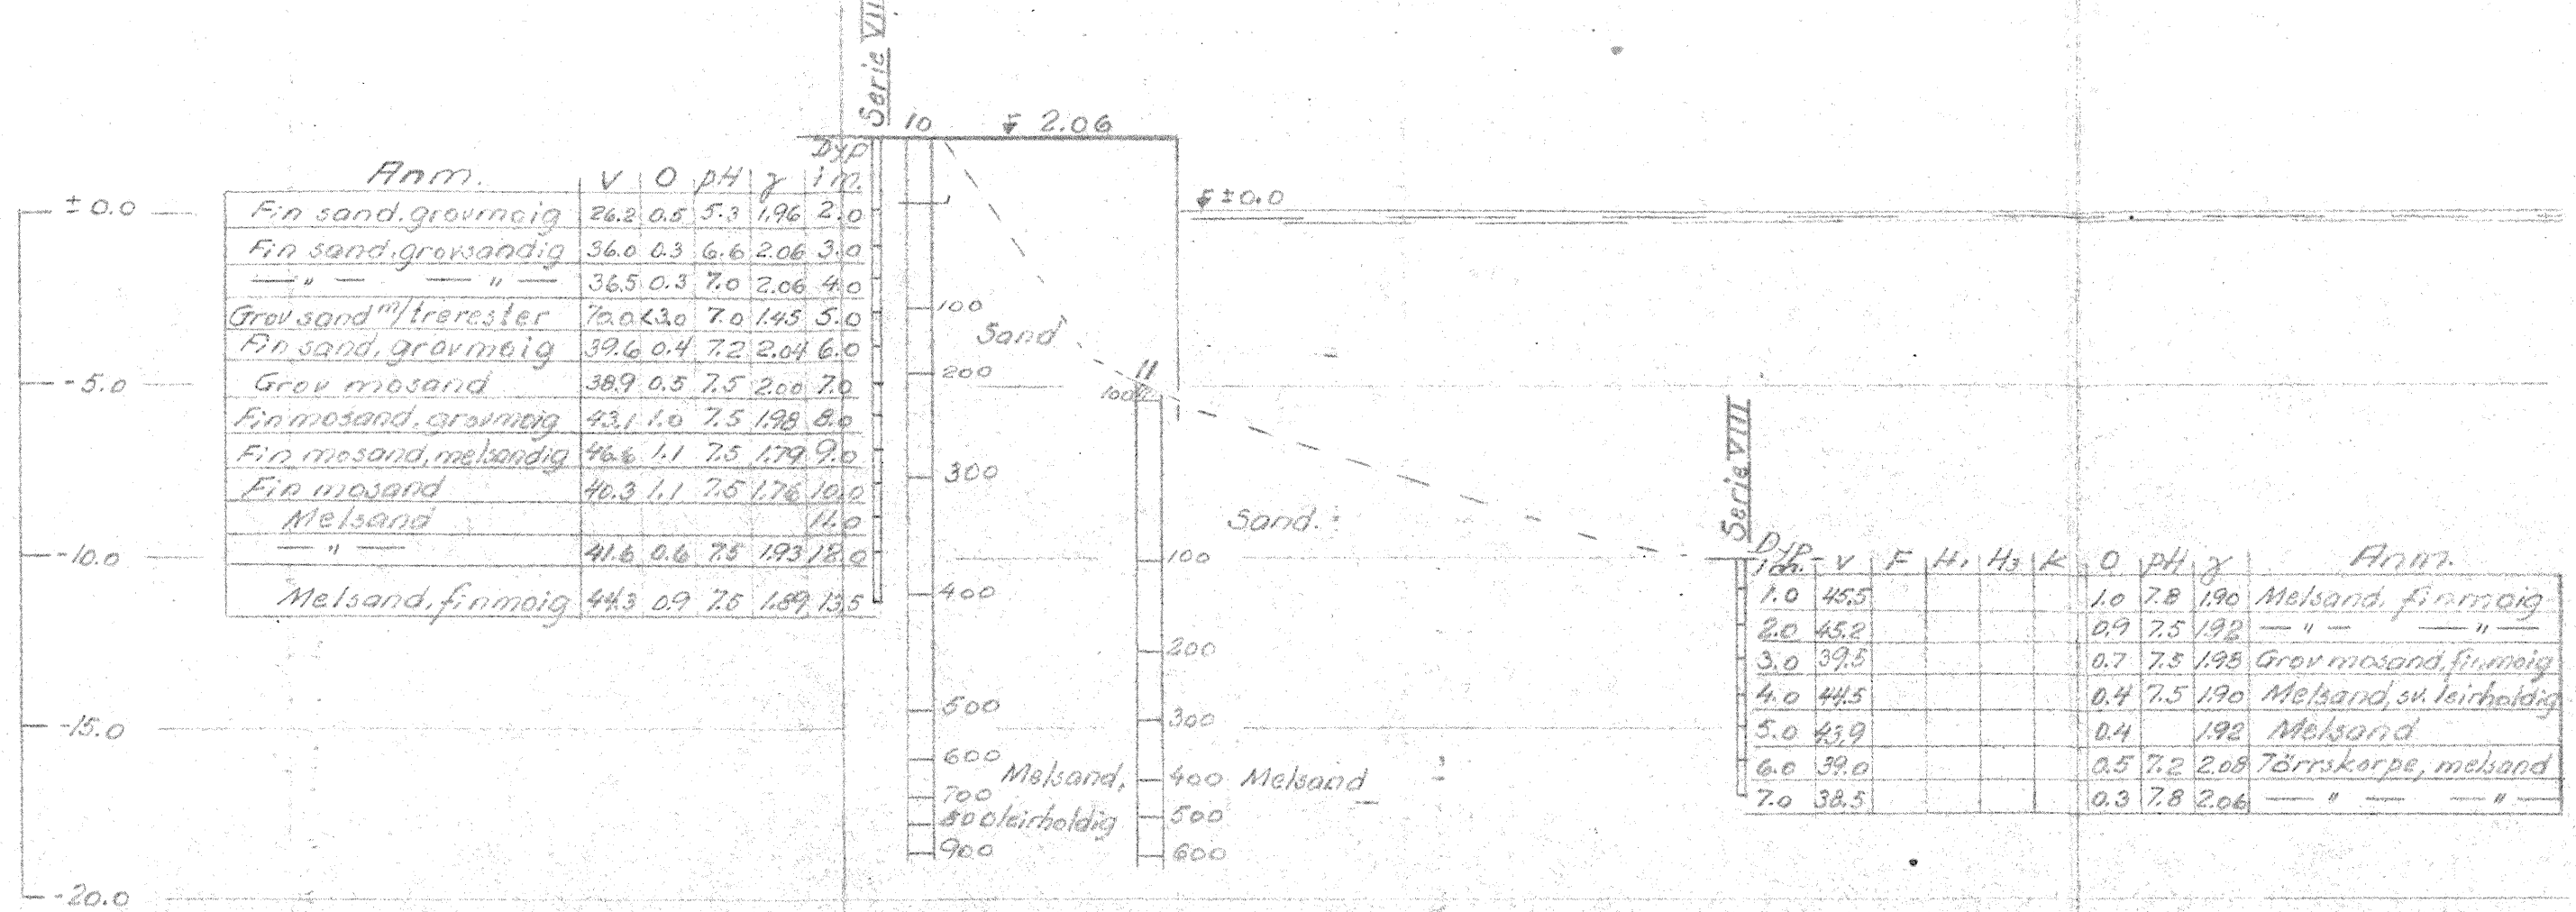 Serie VII
10 2.06
Anm. V O pH γ Dyp i m.
Fin sand, grovmoig 26.2 0.5 5.3 1.96 2.0
Fin sand, grovsandig 36.0 0.3 6.6 2.06 3.0
— " — — " — 36.5 0.3 7.0 2.06 4.0
Grov sand m/trerester 70.0 <3.0 7.0 1.45 5.0
Fin sand, grovmoig 39.6 0.4 7.2 2.04 6.0
Grov mosand 38.9 0.5 7.5 2.00 7.0
Fin mosand, grovmoig 43.1 1.0 7.5 1.98 8.0
Fin mosand, melsandig 46.6 1.1 7.5 1.79 9.0
Fin mosand 40.3 1.1 7.5 1.76 10.0
Melsand 11.0
— " — 41.6 0.6 7.5 1.93 12.0
Melsand, finmoig 44.3 0.9 7.5 1.89 13.5
± 0.0
-5.0
-10.0
-15.0
-20.0
100
200
300
400
500
600
700
800
900
Sand
Melsand,
leirholdig
± 0.0
11
100
200
300
400
500
600
Sand.
Melsand
Serie VIII
Dyp i m. V F H₁ H₃ K O pH γ Anm.
1.0 45.5 1.0 7.8 1.90 Melsand, finmoig
2.0 45.2 0.9 7.5 1.92 — " — — " —
3.0 39.5 0.7 7.5 1.98 Grov mosand, finmoig
4.0 44.5 0.4 7.5 1.90 Melsand, sv. leirholdig
5.0 43.9 0.4 1.92 Melsand
6.0 39.0 0.5 7.2 2.08 Törrskorpe, melsand
7.0 38.5 0.3 7.8 2.06 — " — — " —